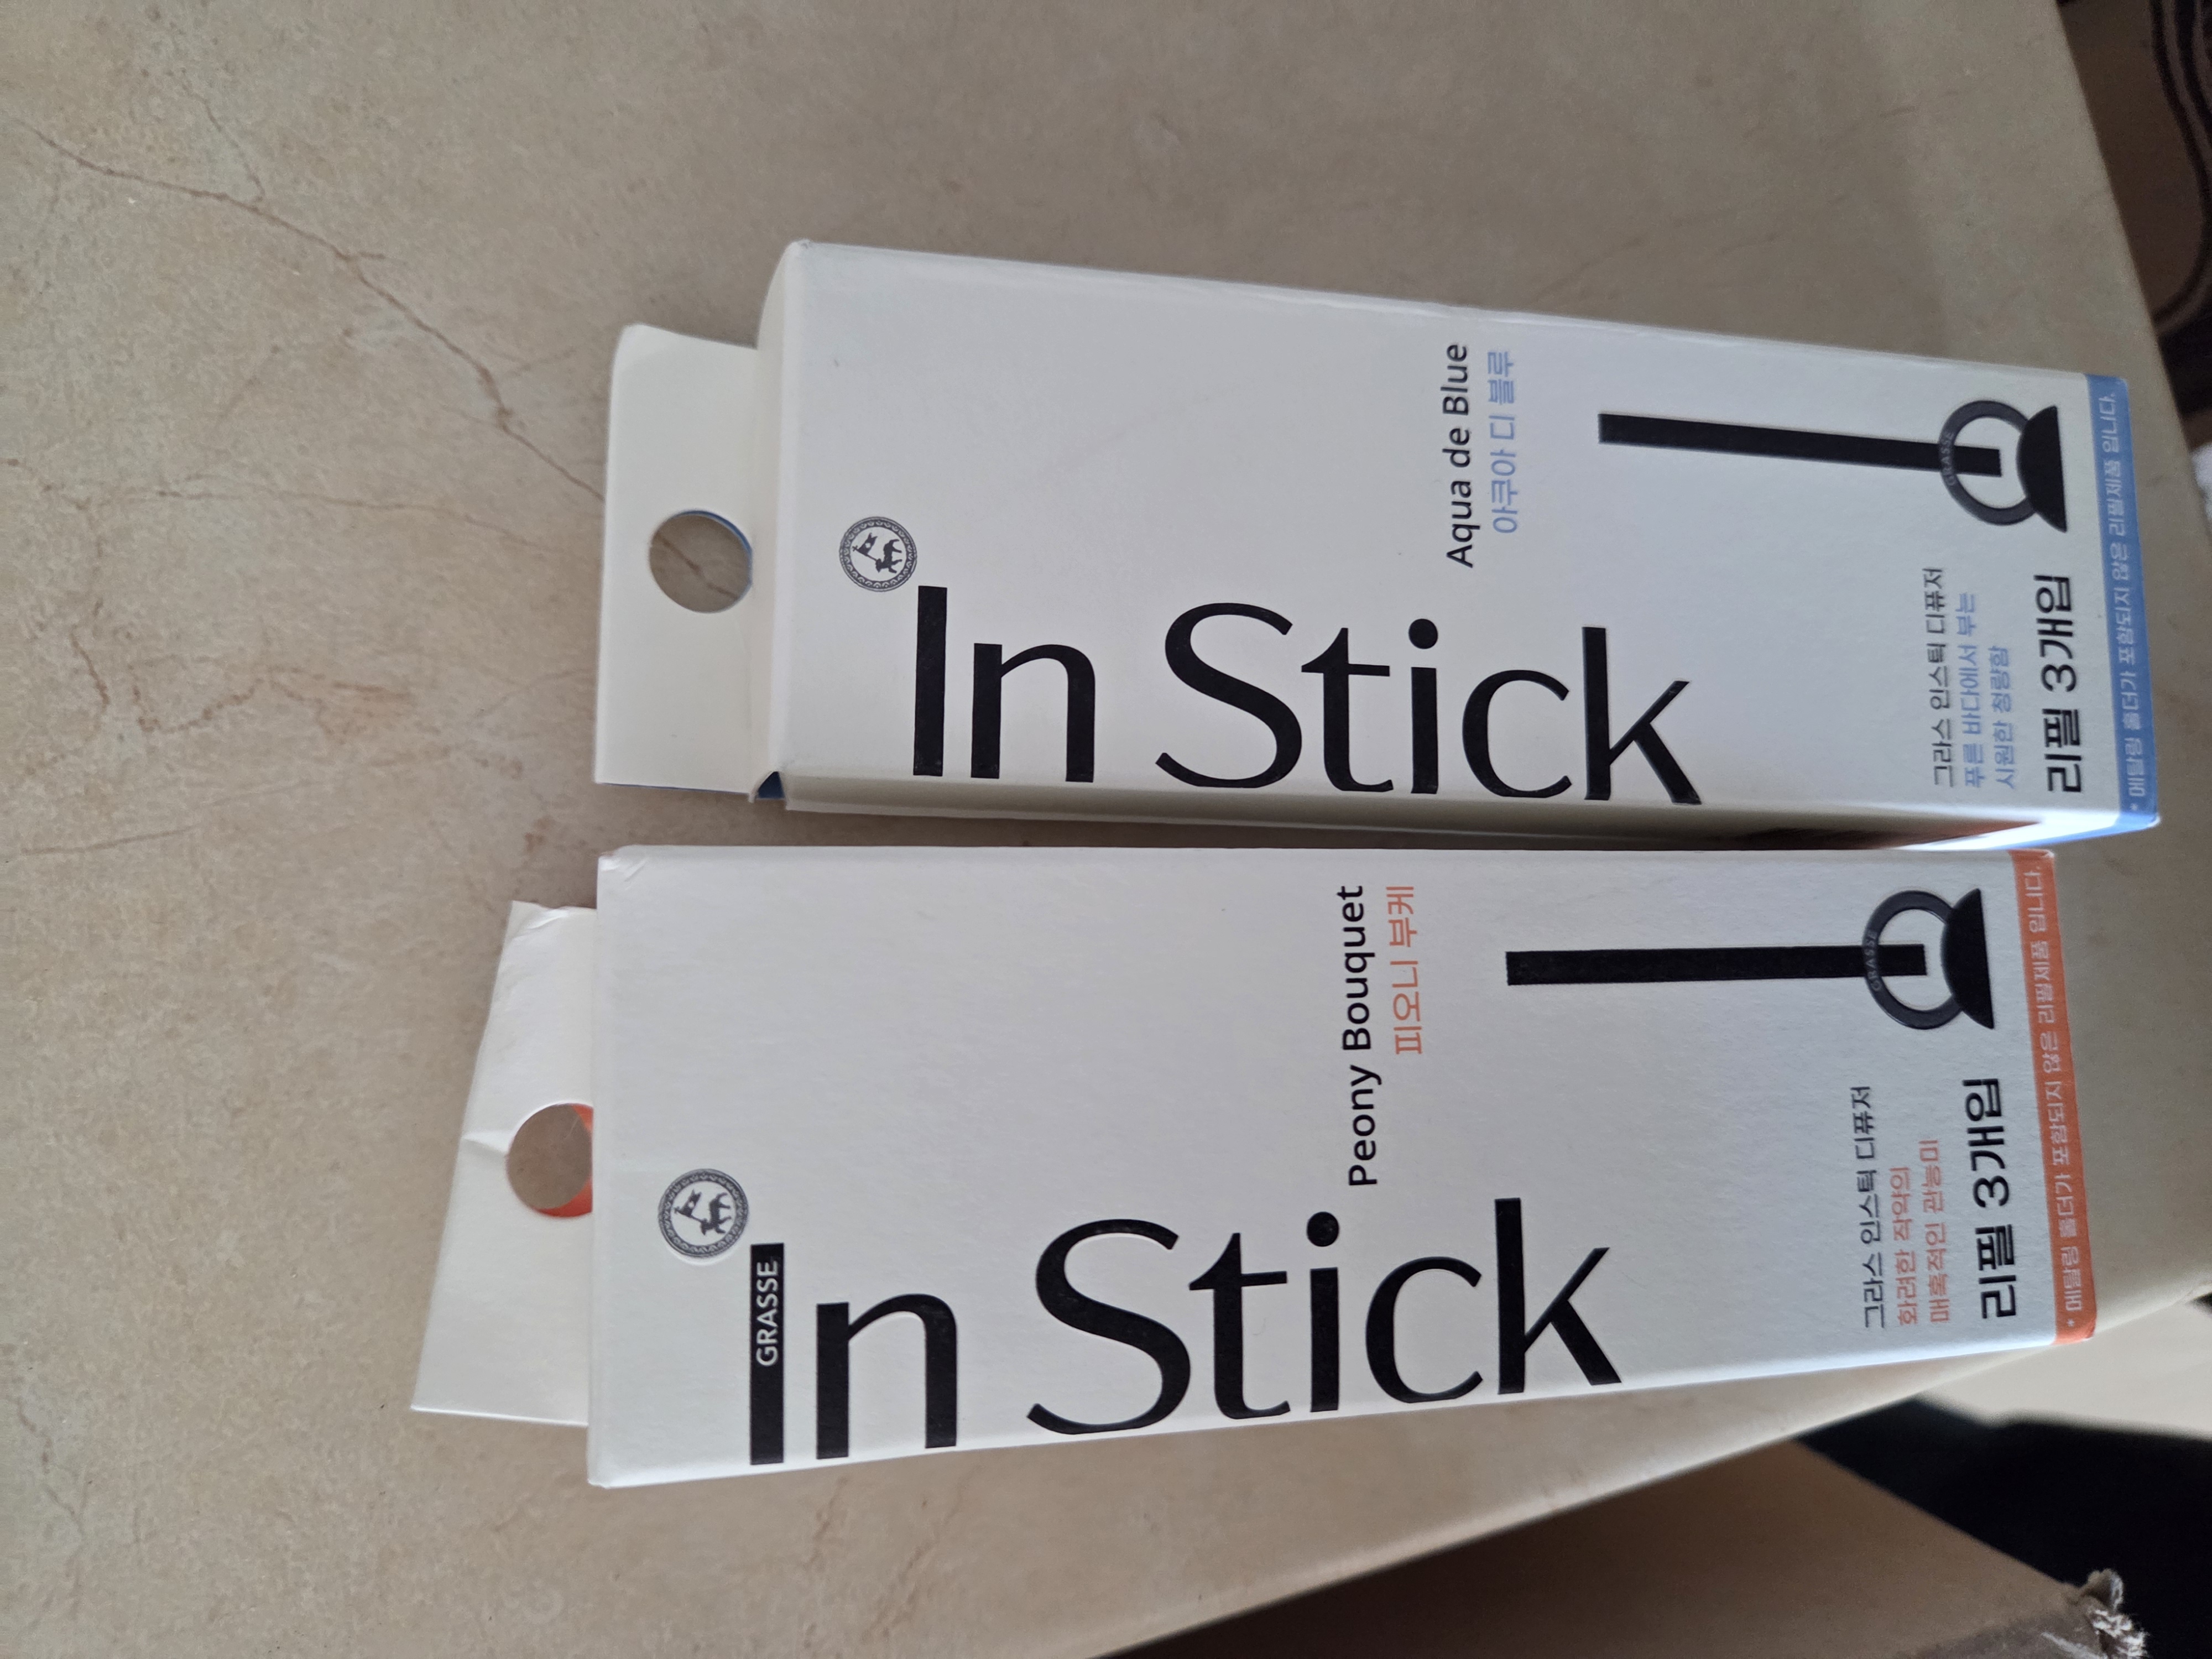 In Stick
Aqua de Blue
아쿠아 디 블루
GRASSE
그라스 인스틱 디퓨저
푸른 바다에서 부는
시원한 청량함
리필 3개입
* 메탈링 홀더가 포함되지 않은 리필제품 입니다.
GRASSE
In Stick
Peony Bouquet
피오니 부케
GRASSE
그라스 인스틱 디퓨저
화려한 작약의
매혹적인 관능미
리필 3개입
* 메탈링 홀더가 포함되지 않은 리필제품 입니다.